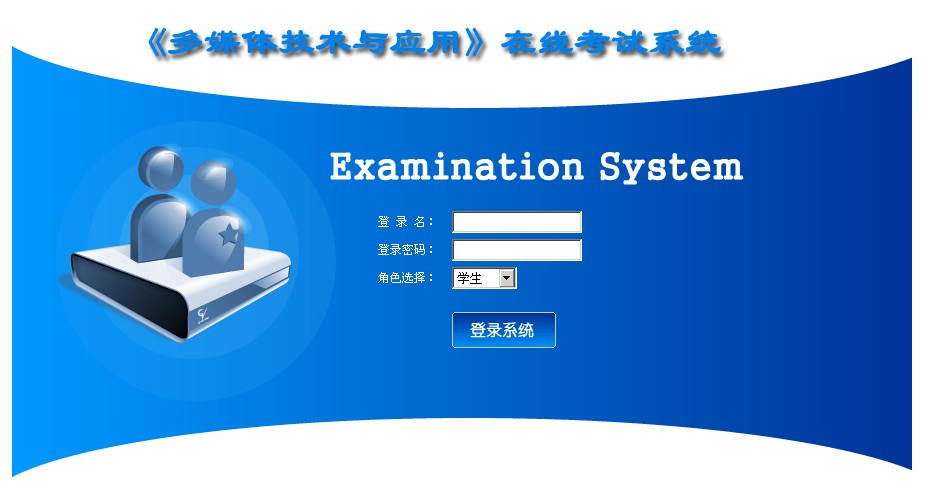 《多媒体技术与应用》在线考试系统
Examination System
登 录 名：
登录密码：
角色选择： 学生
登录系统